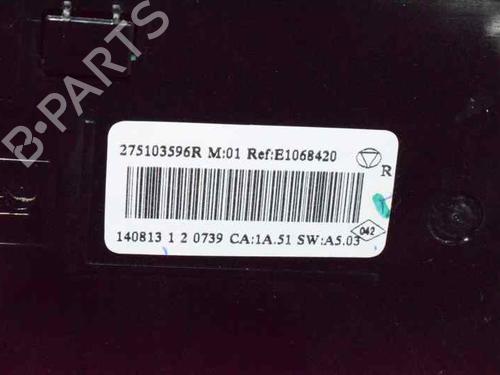 B-PARTS
275103596R M:01 Ref:E1068420
R
042
140813 1 2 0739 CA:1A.51 SW:A5.03